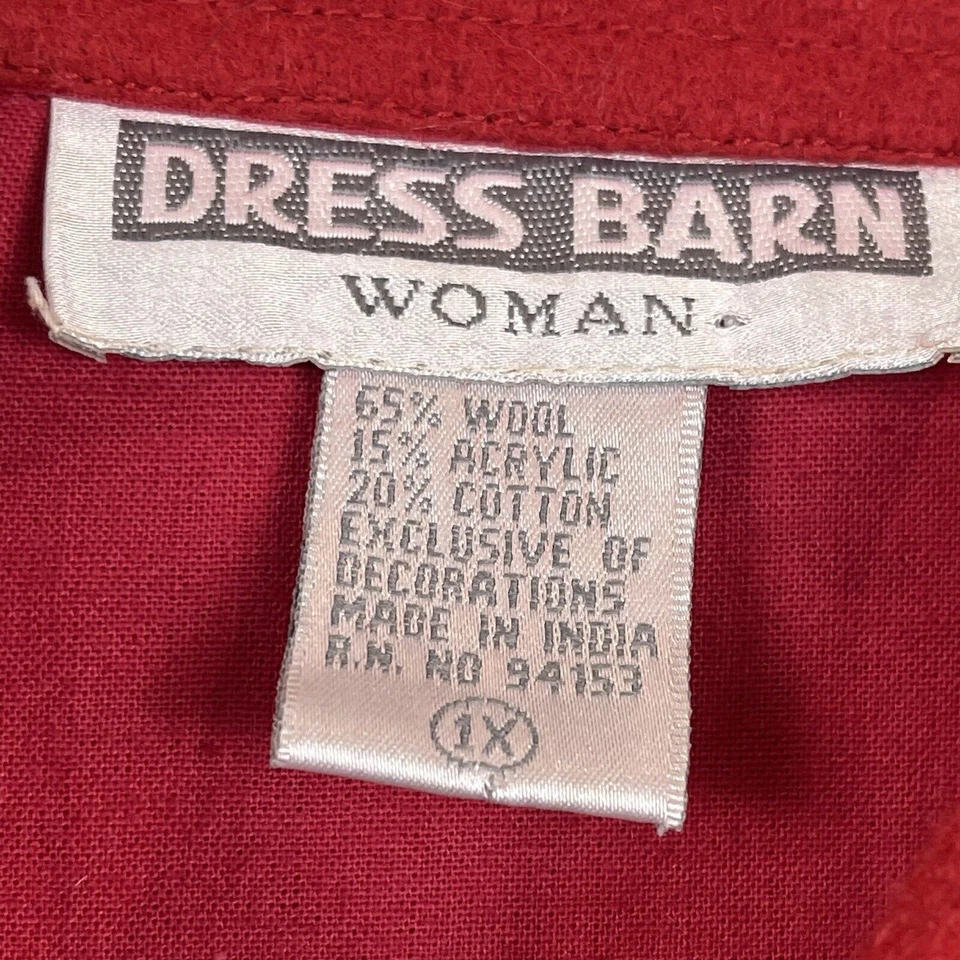 DRESS BARN
WOMAN
65% WOOL
15% ACRYLIC
20% COTTON
EXCLUSIVE OF
DECORATIONS
MADE IN INDIA
R.N. NO 94153
1X